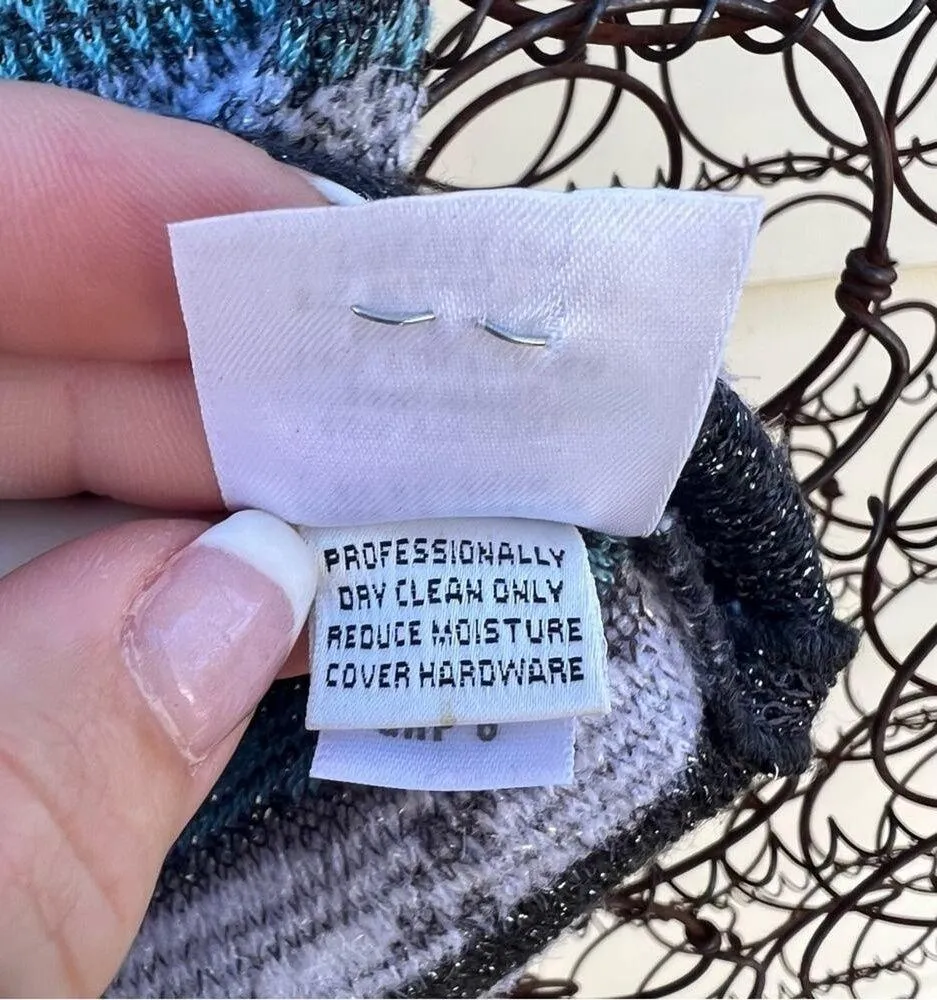 PROFESSIONALLY
DRY CLEAN ONLY
REDUCE MOISTURE
COVER HARDWARE